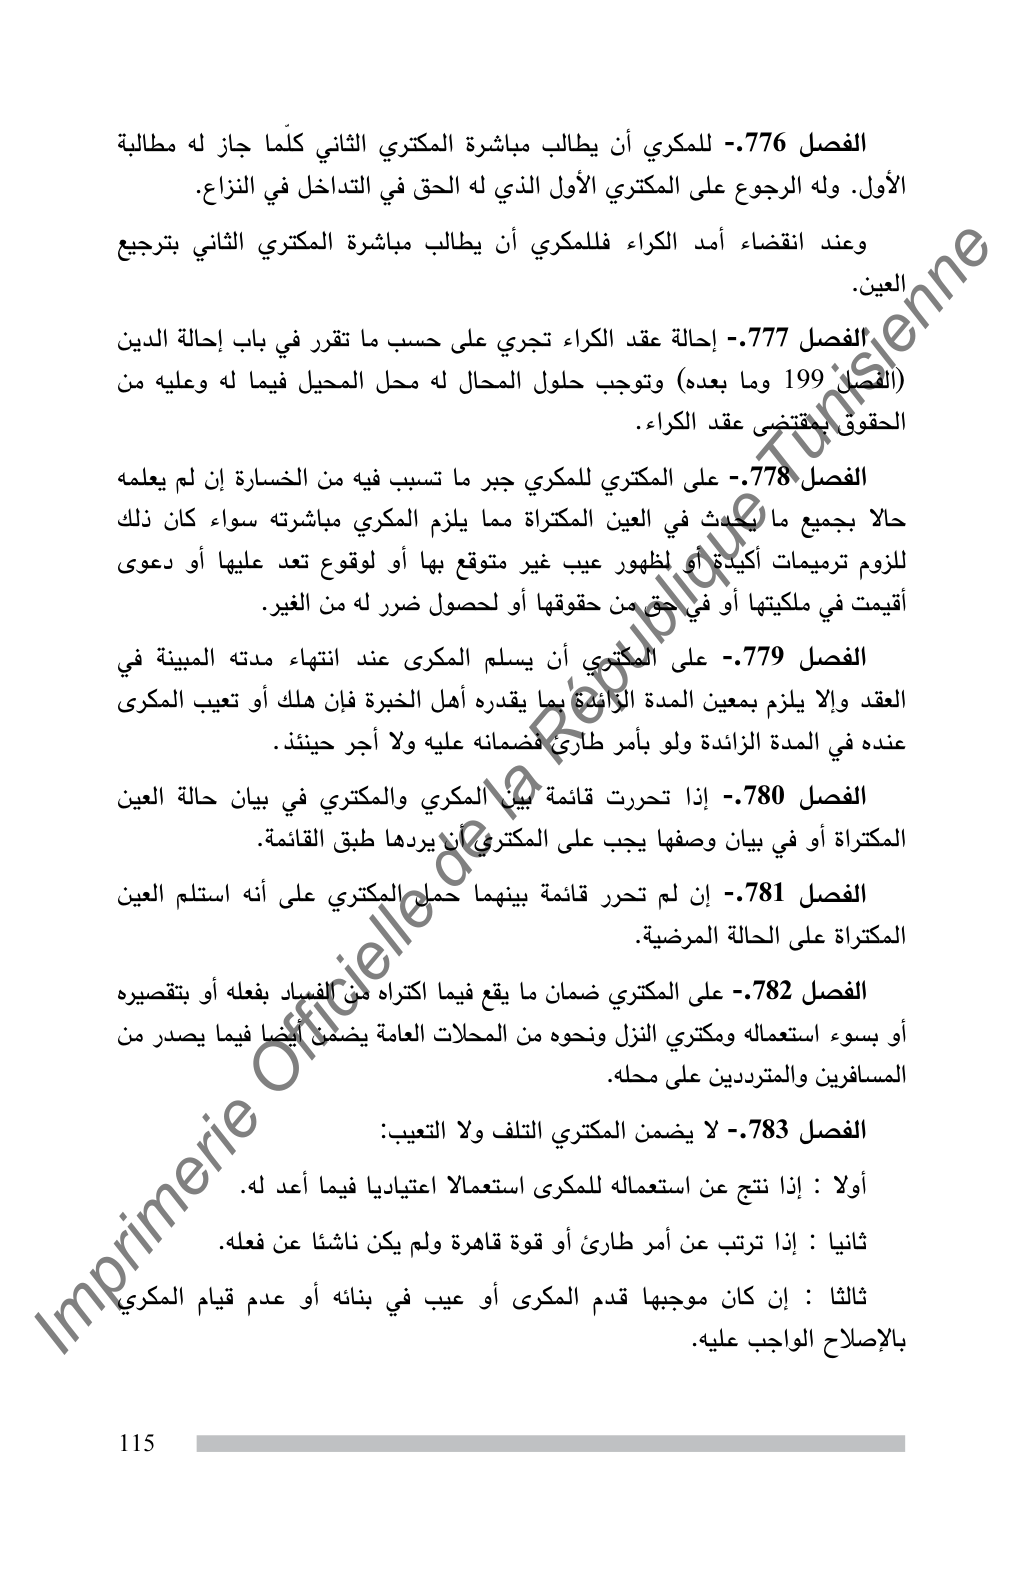 الفصل 776.- للمكري أن يطالب مباشرة المكتري الثاني كلّما جاز له مطالبة
الأول. وله الرجوع على المكتري الأول الذي له الحق في التداخل في النزاع.
وعند انقضاء أمد الكراء فللمكري أن يطالب مباشرة المكتري الثاني بترجيع
العين.
الفصل 777.- إحالة عقد الكراء تجري على حسب ما تقرر في باب إحالة الدين
(الفصل 199 وما بعده) وتوجب حلول المحال له محل المحيل فيما له وعليه من
الحقوق بمقتضى عقد الكراء.
الفصل 778.- على المكتري للمكري جبر ما تسبب فيه من الخسارة إن لم يعلمه
حالا بجميع ما يحدث في العين المكتراة مما يلزم المكري مباشرته سواء كان ذلك
للزوم ترميمات أكيدة أو لظهور عيب غير متوقع بها أو لوقوع تعد عليها أو دعوى
أقيمت في ملكيتها أو في حق من حقوقها أو لحصول ضرر له من الغير.
الفصل 779.- على المكتري أن يسلم المكرى عند انتهاء مدته المبينة في
العقد وإلا يلزم بمعين المدة الزائدة بما يقدره أهل الخبرة فإن هلك أو تعيب المكرى
عنده في المدة الزائدة ولو بأمر طارئ فضمانه عليه ولا أجر حينئذ.
الفصل 780.- إذا تحررت قائمة بين المكري والمكتري في بيان حالة العين
المكتراة أو في بيان وصفها يجب على المكتري أن يردها طبق القائمة.
الفصل 781.- إن لم تحرر قائمة بينهما حمل المكتري على أنه استلم العين
المكتراة على الحالة المرضية.
الفصل 782.- على المكتري ضمان ما يقع فيما اكتراه من الفساد بفعله أو بتقصيره
أو بسوء استعماله ومكتري النزل ونحوه من المحلات العامة يضمن أيضا فيما يصدر من
المسافرين والمترددين على محله.
الفصل 783.- لا يضمن المكتري التلف ولا التعيب:
أولا : إذا نتج عن استعماله للمكرى استعمالا اعتياديا فيما أعد له.
ثانيا : إذا ترتب عن أمر طارئ أو قوة قاهرة ولم يكن ناشئا عن فعله.
ثالثا : إن كان موجبها قدم المكرى أو عيب في بنائه أو عدم قيام المكري
بالإصلاح الواجب عليه.
115
Imprimerie Officielle de la République Tunisienne